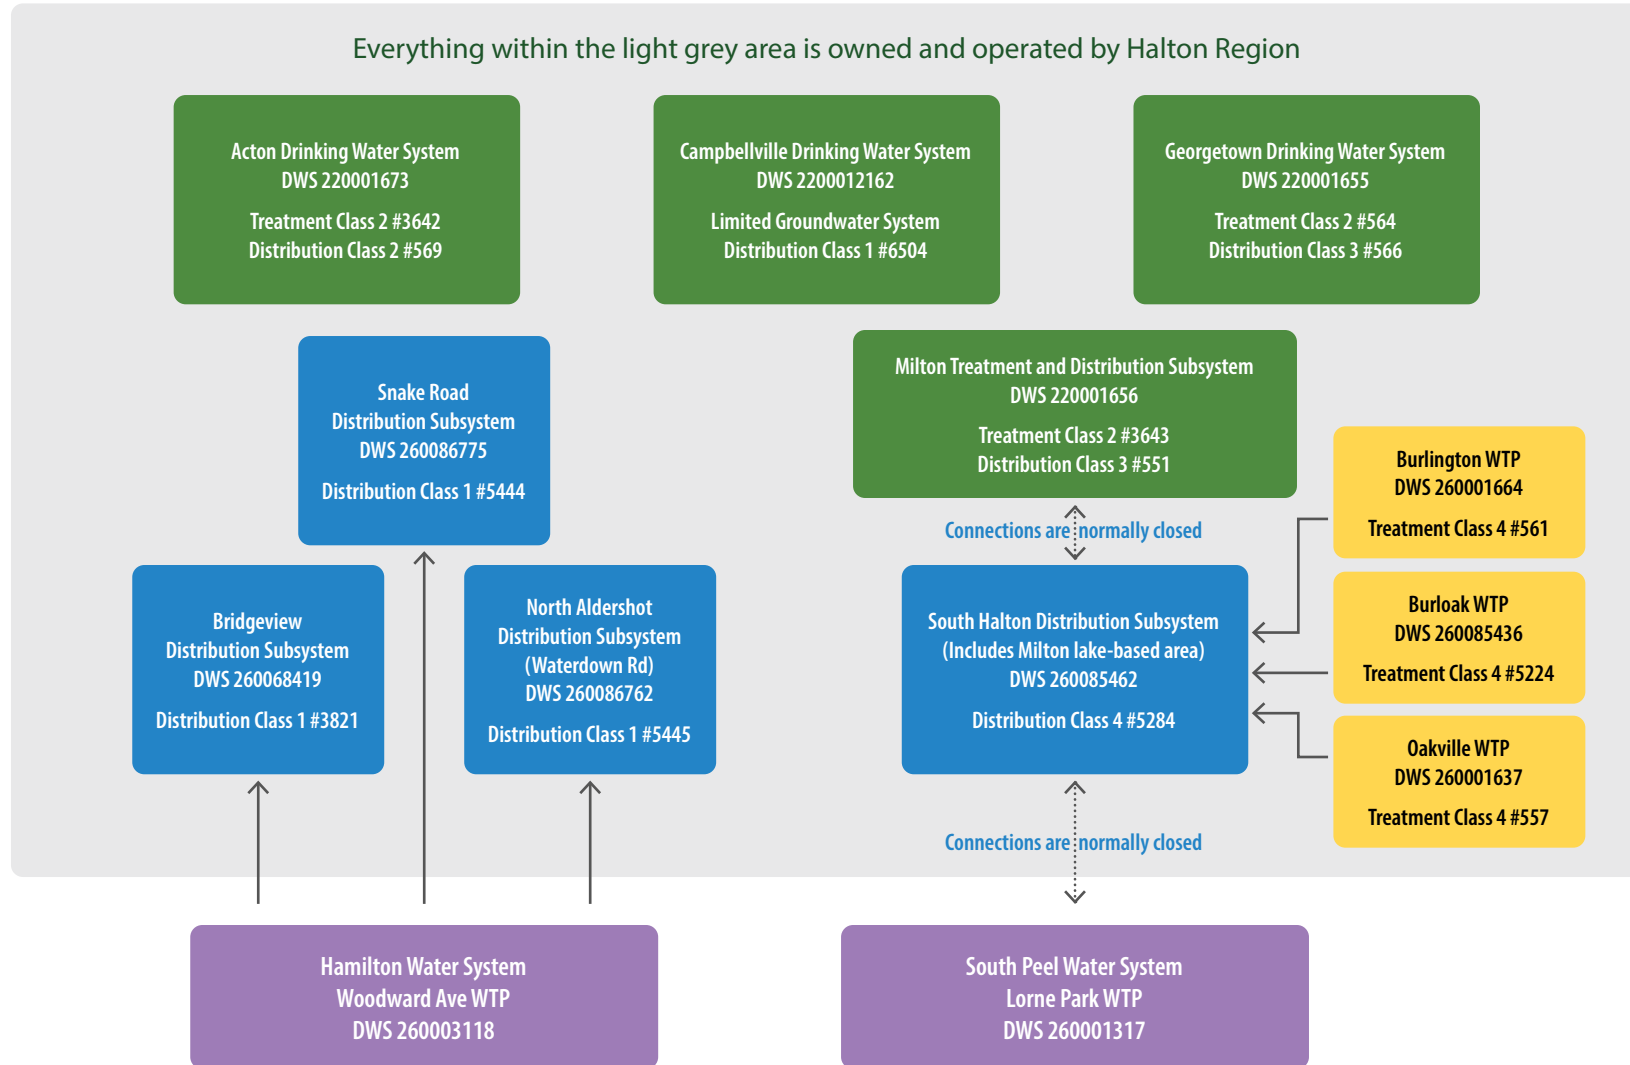 Everything within the light grey area is owned and operated by Halton Region
Acton Drinking Water System
DWS 220001673
Treatment Class 2 #3642
Distribution Class 2 #569
Campbellville Drinking Water System
DWS 2200012162
Limited Groundwater System
Distribution Class 1 #6504
Georgetown Drinking Water System
DWS 220001655
Treatment Class 2 #564
Distribution Class 3 #566
Snake Road
Distribution Subsystem
DWS 260086775
Distribution Class 1 #5444
Milton Treatment and Distribution Subsystem
DWS 220001656
Treatment Class 2 #3643
Distribution Class 3 #551
Connections are normally closed
Burlington WTP
DWS 260001664
Treatment Class 4 #561
Bridgeview
Distribution Subsystem
DWS 260068419
Distribution Class 1 #3821
North Aldershot
Distribution Subsystem
(Waterdown Rd)
DWS 260086762
Distribution Class 1 #5445
South Halton Distribution Subsystem
(Includes Milton lake-based area)
DWS 260085462
Distribution Class 4 #5284
Burloak WTP
DWS 260085436
Treatment Class 4 #5224
Oakville WTP
DWS 260001637
Treatment Class 4 #557
Connections are normally closed
Hamilton Water System
Woodward Ave WTP
DWS 260003118
South Peel Water System
Lorne Park WTP
DWS 260001317